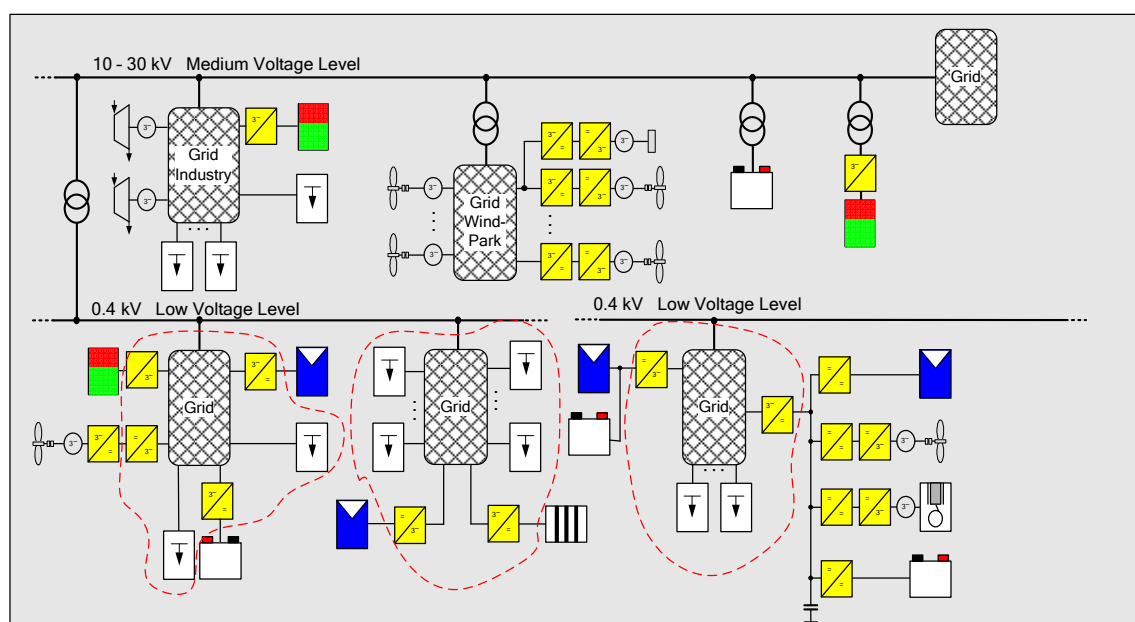 10 - 30 kV Medium Voltage Level
Grid
Grid
Industry
Grid
Wind-
Park
0.4 kV Low Voltage Level
0.4 kV Low Voltage Level
Grid
Grid
Grid